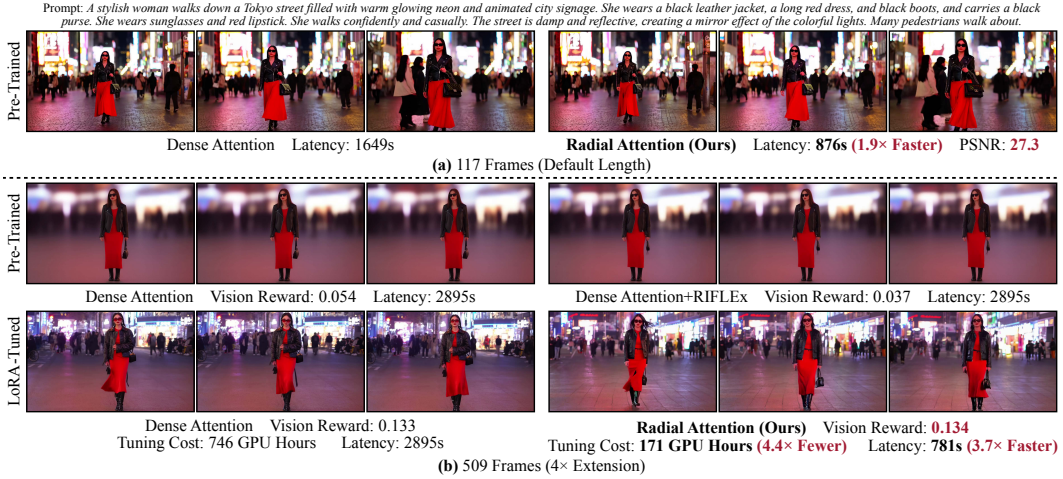 Prompt: A stylish woman walks down a Tokyo street filled with warm glowing neon and animated city signage. She wears a black leather jacket, a long red dress, and black boots, and carries a black
purse. She wears sunglasses and red lipstick. She walks confidently and casually. The street is damp and reflective, creating a mirror effect of the colorful lights. Many pedestrians walk about.
Pre-Trained
Dense Attention Latency: 1649s
Radial Attention (Ours) Latency: 876s (1.9× Faster) PSNR: 27.3
(a) 117 Frames (Default Length)
Pre-Trained
Dense Attention Vision Reward: 0.054 Latency: 2895s
Dense Attention+RIFLEx Vision Reward: 0.037 Latency: 2895s
LoRA-Tuned
Dense Attention Vision Reward: 0.133
Tuning Cost: 746 GPU Hours Latency: 2895s
Radial Attention (Ours) Vision Reward: 0.134
Tuning Cost: 171 GPU Hours (4.4× Fewer) Latency: 781s (3.7× Faster)
(b) 509 Frames (4× Extension)